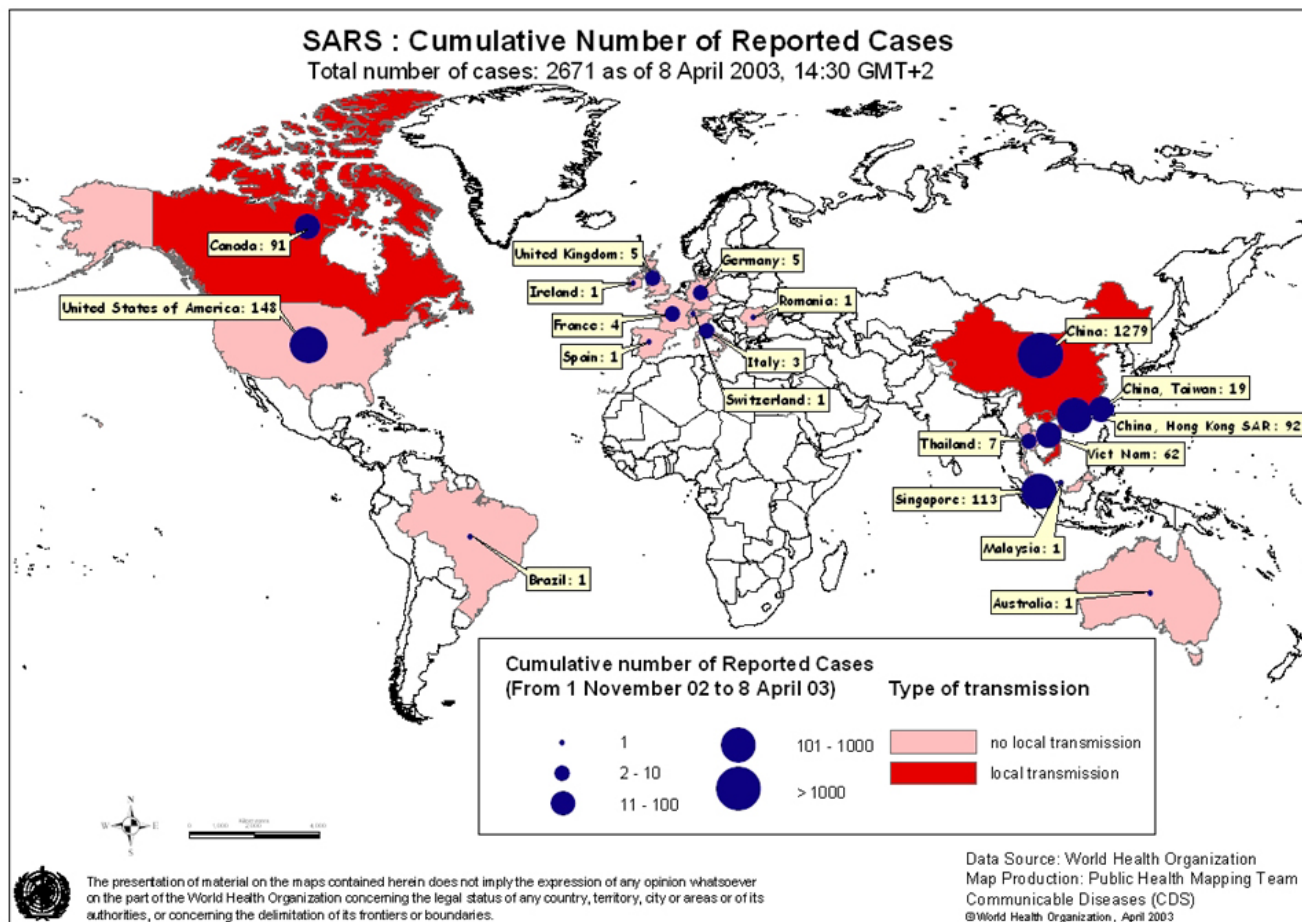 SARS : Cumulative Number of Reported Cases
Total number of cases: 2671 as of 8 April 2003, 14:30 GMT+2
Canada: 91
United States of America: 148
United Kingdom: 5
Germany: 5
Ireland: 1
Romania: 1
France: 4
Spain: 1
Italy: 3
Switzerland: 1
China: 1279
China, Taiwan: 19
China, Hong Kong SAR: 92
Thailand: 7
Viet Nam: 62
Singapore: 113
Malaysia: 1
Brazil: 1
Australia: 1
Cumulative number of Reported Cases
(From 1 November 02 to 8 April 03)
Type of transmission
1
2 - 10
11 - 100
101 - 1000
> 1000
no local transmission
local transmission
N
W E
S
The presentation of material on the maps contained herein does not imply the expression of any opinion whatsoever
on the part of the World Health Organization concerning the legal status of any country, territory, city or areas or of its
authorities, or concerning the delimitation of its frontiers or boundaries.
Data Source: World Health Organization
Map Production: Public Health Mapping Team
Communicable Diseases (CDS)
©World Health Organization, April 2003